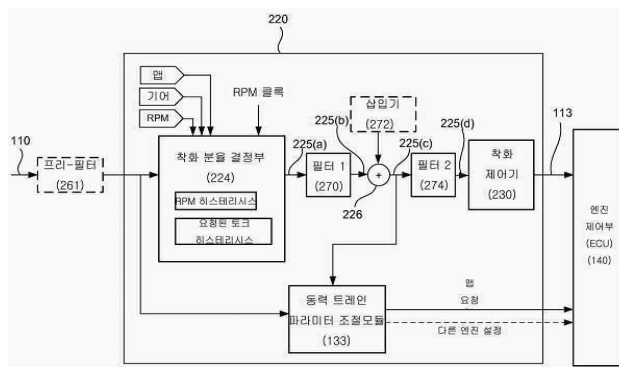 220
맵
기어
RPM
RPM 클록
삽입기
(272)
110
프리-필터
(261)
착화 분율 결정부
(224)
RPM 히스테리시스
요청된 토크
히스테리시스
225(a)
필터 1
(270)
225(b)
+
226
225(c)
필터 2
(274)
225(d)
착화
제어기
(230)
113
엔진
제어부
(ECU)
(140)
동력 트레인
파라미터 조절모듈
(133)
맵
요청
다른 엔진 설정